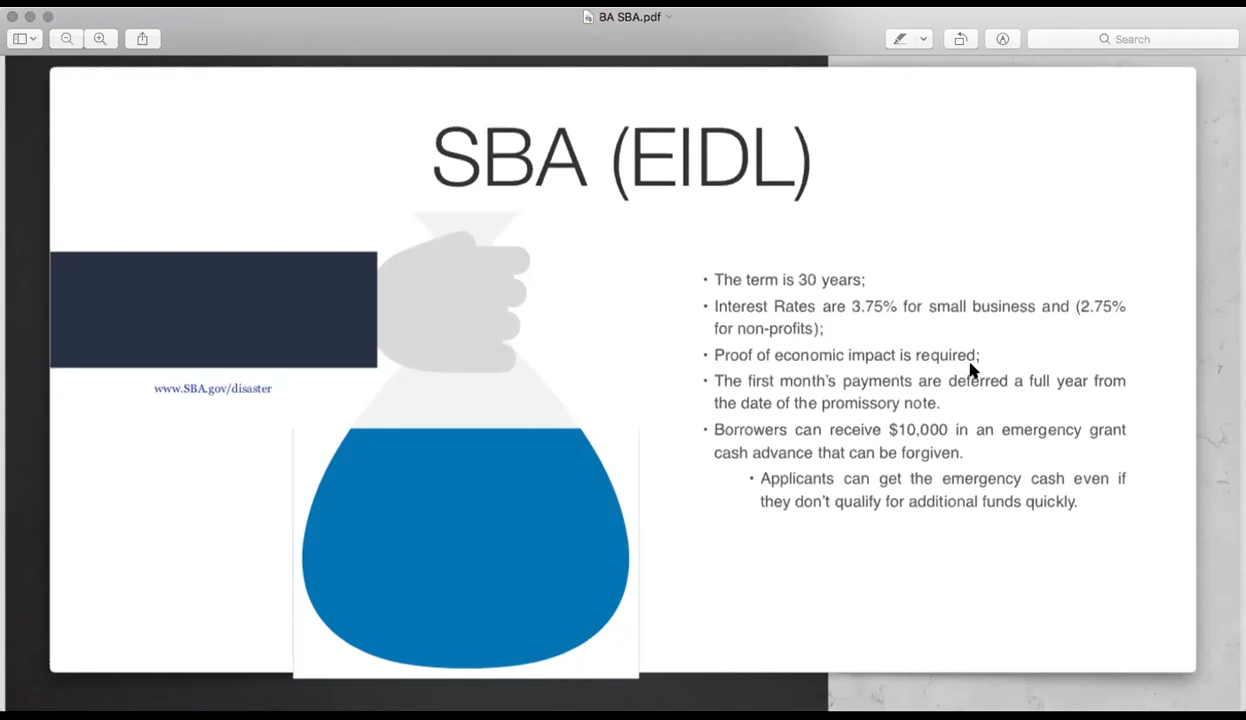 BA SBA.pdf
Search
SBA (EIDL)
www.SBA.gov/disaster
• The term is 30 years;
• Interest Rates are 3.75% for small business and (2.75%
for non-profits);
• Proof of economic impact is required;
• The first month's payments are deferred a full year from
the date of the promissory note.
• Borrowers can receive $10,000 in an emergency grant
cash advance that can be forgiven.
• Applicants can get the emergency cash even if
they don't qualify for additional funds quickly.